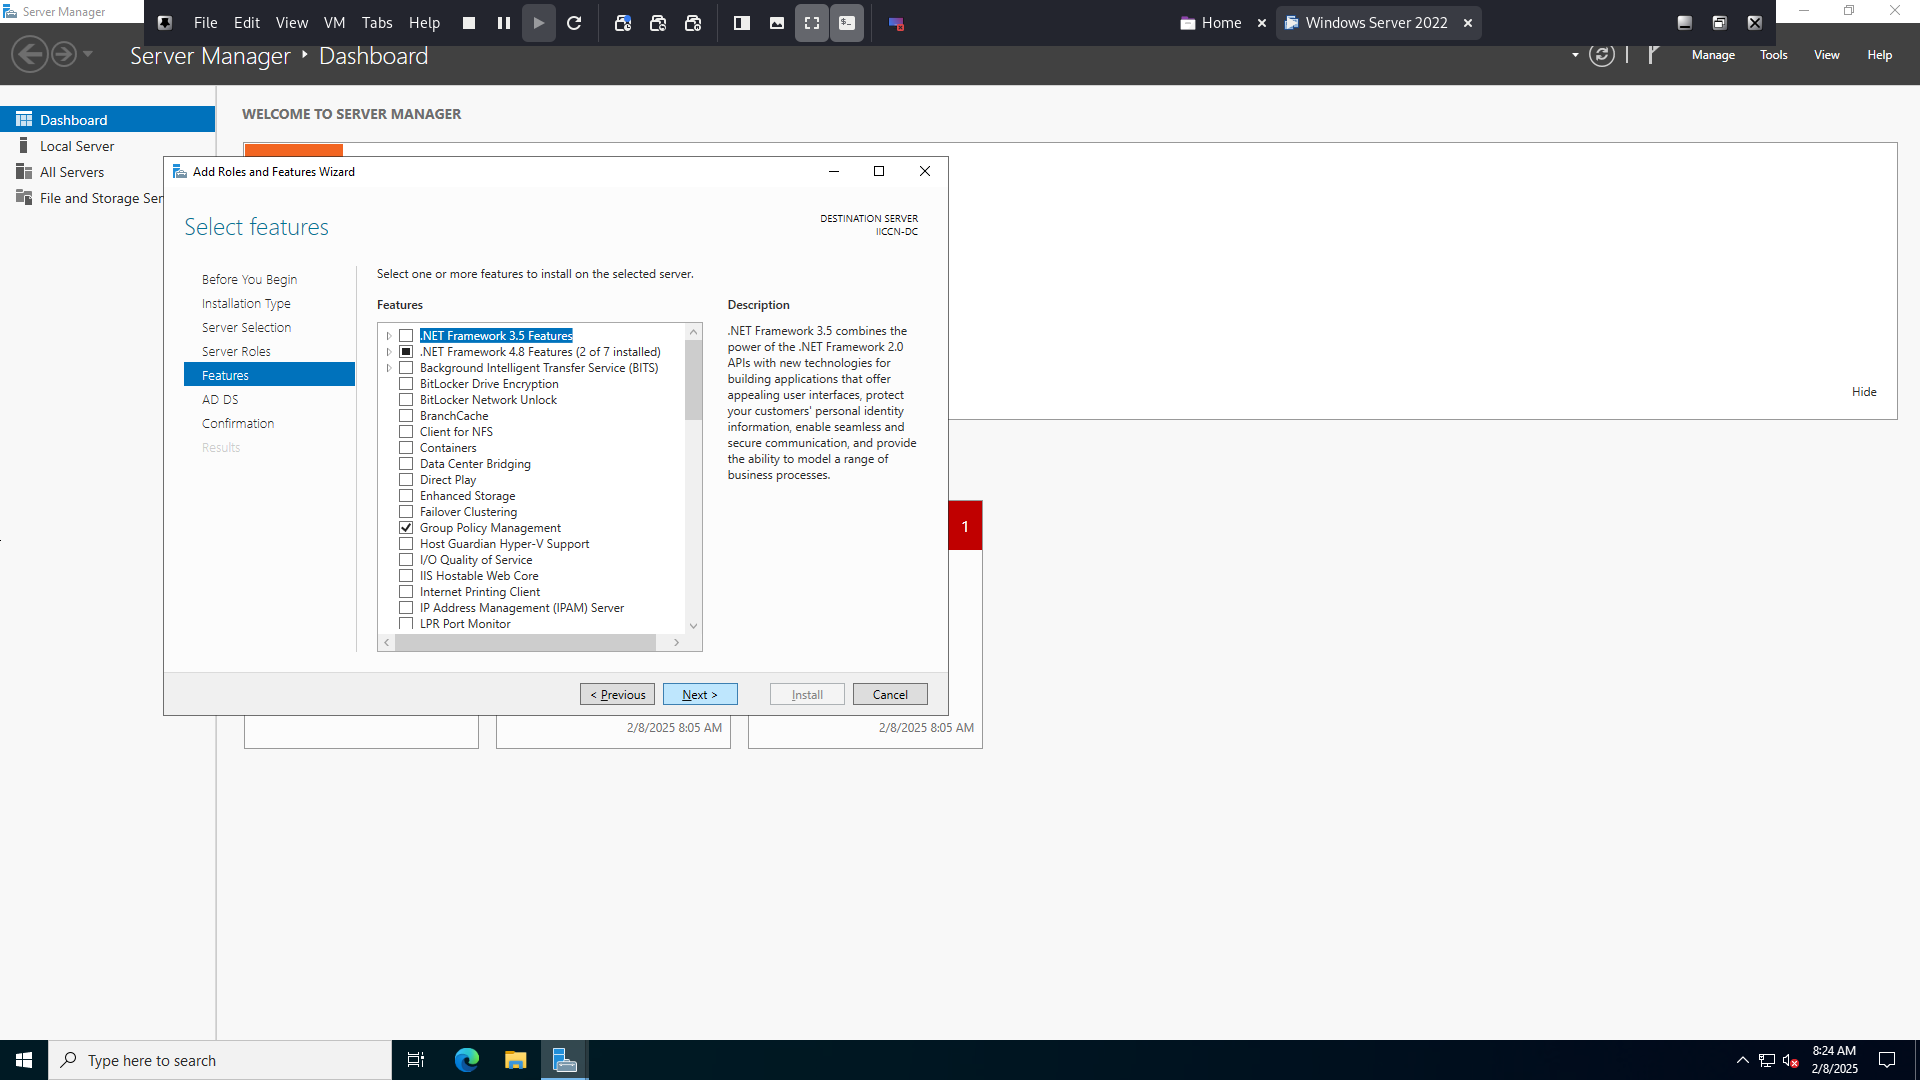 Server Manager
File Edit View VM Tabs Help
Home
Windows Server 2022
Server Manager Dashboard
Manage Tools View Help
Dashboard
Local Server
All Servers
File and Storage Ser
WELCOME TO SERVER MANAGER
Add Roles and Features Wizard
Select features
DESTINATION SERVER
IICCN-DC
Before You Begin
Installation Type
Server Selection
Server Roles
Features
AD DS
Confirmation
Results
Select one or more features to install on the selected server.
Features
.NET Framework 3.5 Features
.NET Framework 4.8 Features (2 of 7 installed)
Background Intelligent Transfer Service (BITS)
BitLocker Drive Encryption
BitLocker Network Unlock
BranchCache
Client for NFS
Containers
Data Center Bridging
Direct Play
Enhanced Storage
Failover Clustering
Group Policy Management
Host Guardian Hyper-V Support
I/O Quality of Service
IIS Hostable Web Core
Internet Printing Client
IP Address Management (IPAM) Server
LPR Port Monitor
Description
.NET Framework 3.5 combines the
power of the .NET Framework 2.0
APIs with new technologies for
building applications that offer
appealing user interfaces, protect
your customers' personal identity
information, enable seamless and
secure communication, and provide
the ability to model a range of
business processes.
< Previous
Next >
Install
Cancel
Hide
1
2/8/2025 8:05 AM
2/8/2025 8:05 AM
Type here to search
8:24 AM
2/8/2025